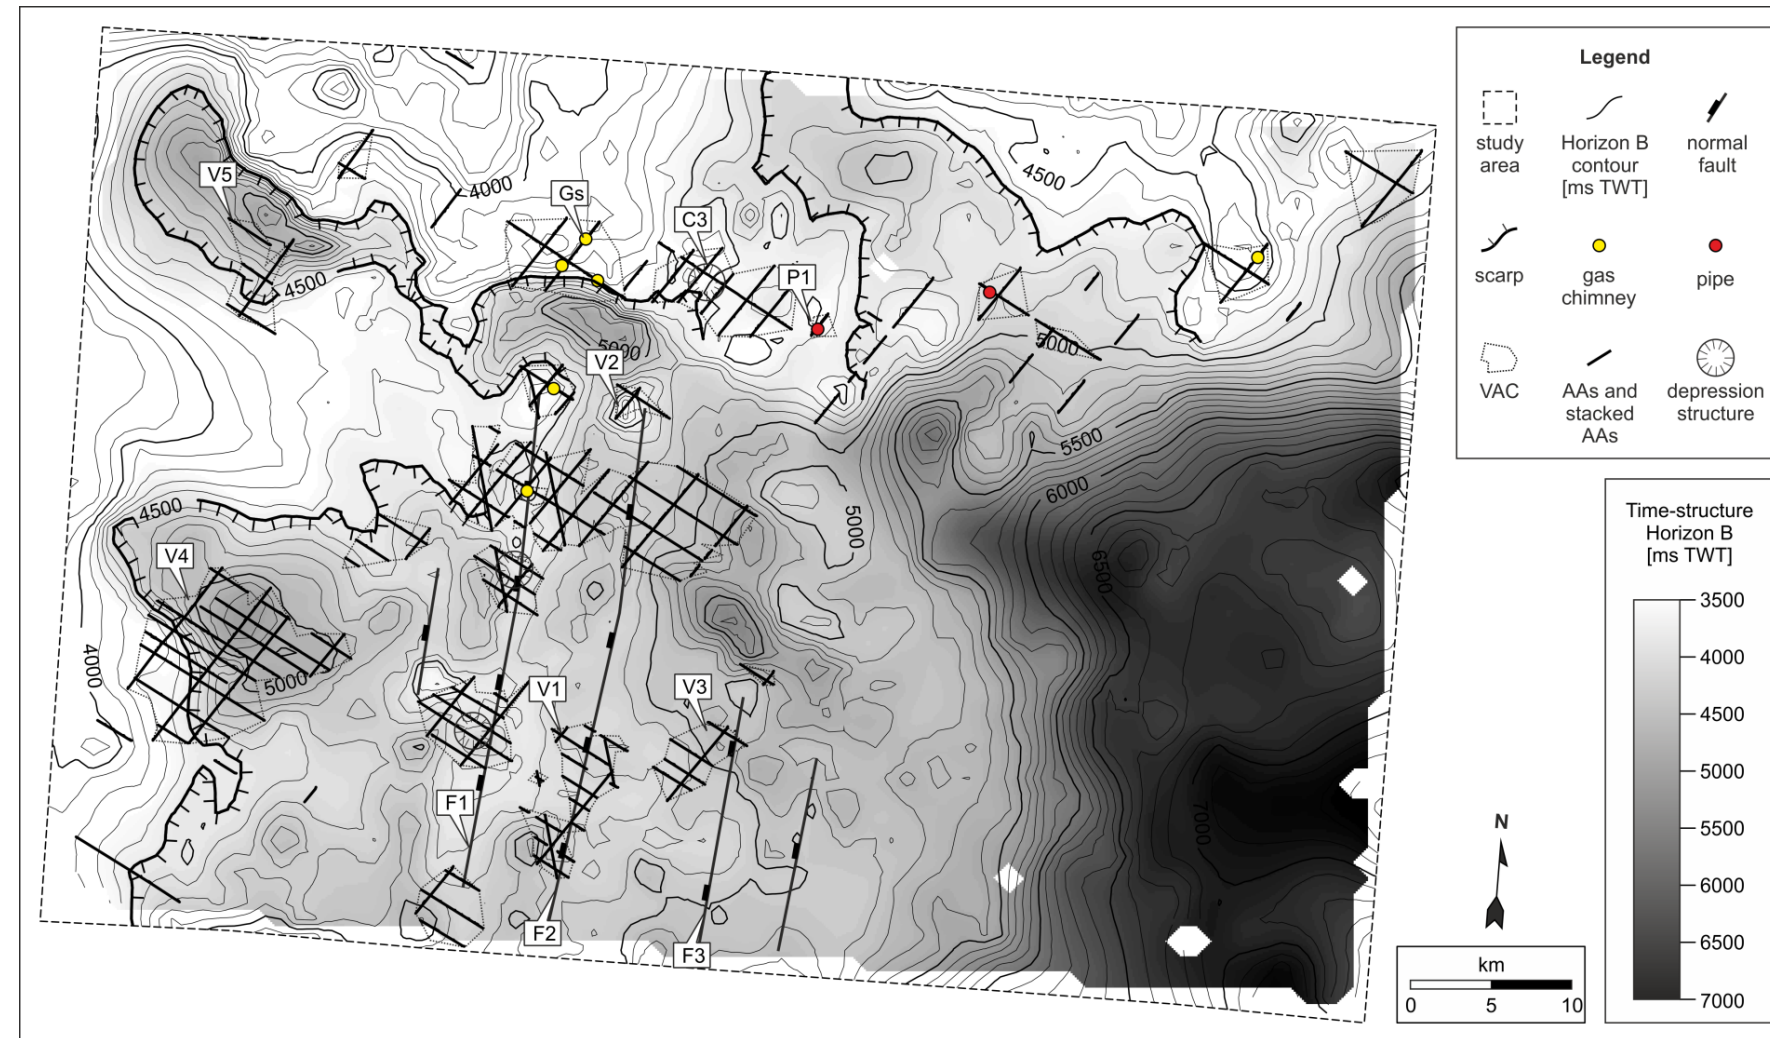 V5
4000
Gs
C3
P1
4500
4500
5000
V2
5000
5500
6000
4500
5000
6500
V4
4000
5000
V1
V3
F1
7000
F2
F3
Legend
study
area
Horizon B
contour
[ms TWT]
normal
fault
scarp
gas
chimney
pipe
VAC
AAs and
stacked
AAs
depression
structure
Time-structure
Horizon B
[ms TWT]
3500
4000
4500
5000
5500
6000
6500
7000
N
km
0 5 10